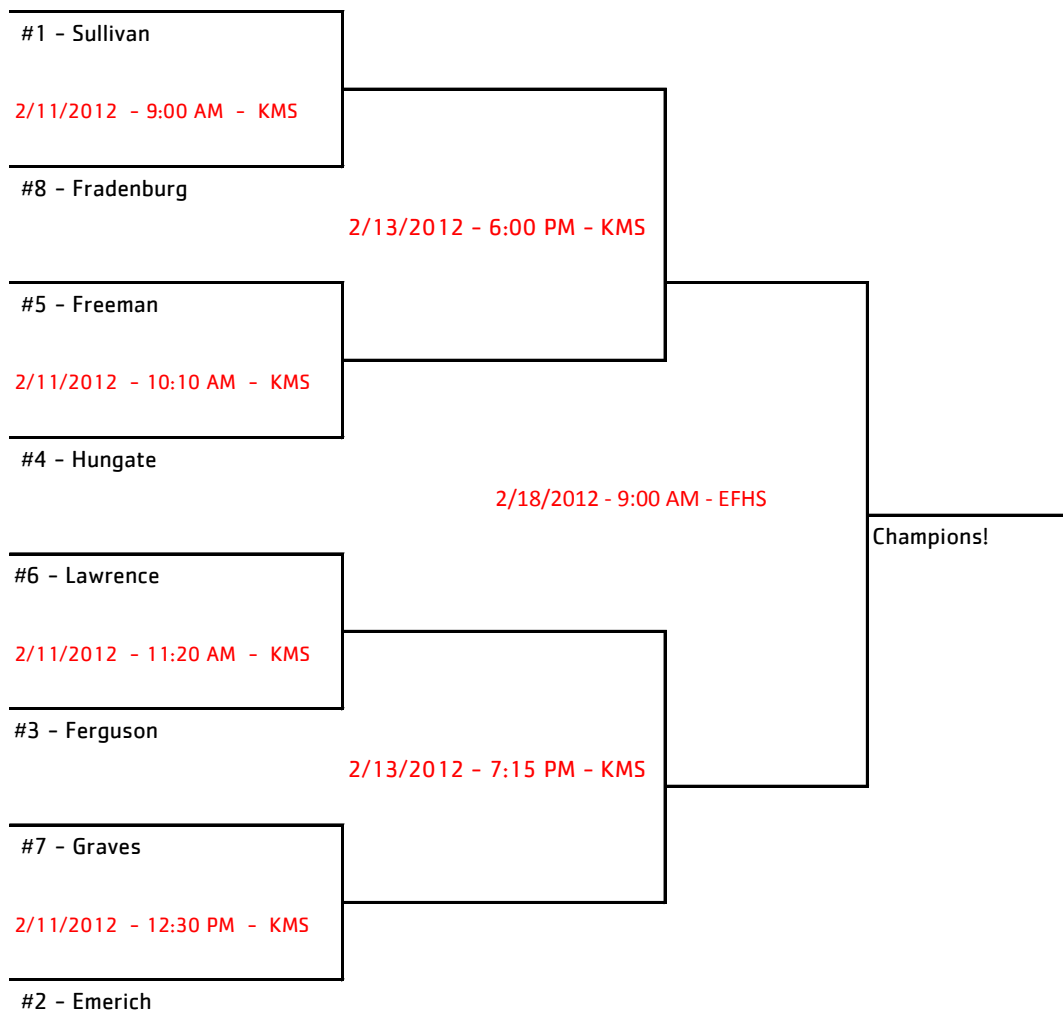 #1 - Sullivan
2/11/2012 - 9:00 AM - KMS
#8 - Fradenburg
2/13/2012 - 6:00 PM - KMS
#5 - Freeman
2/11/2012 - 10:10 AM - KMS
#4 - Hungate
2/18/2012 - 9:00 AM - EFHS
Champions!
#6 - Lawrence
2/11/2012 - 11:20 AM - KMS
#3 - Ferguson
2/13/2012 - 7:15 PM - KMS
#7 - Graves
2/11/2012 - 12:30 PM - KMS
#2 - Emerich